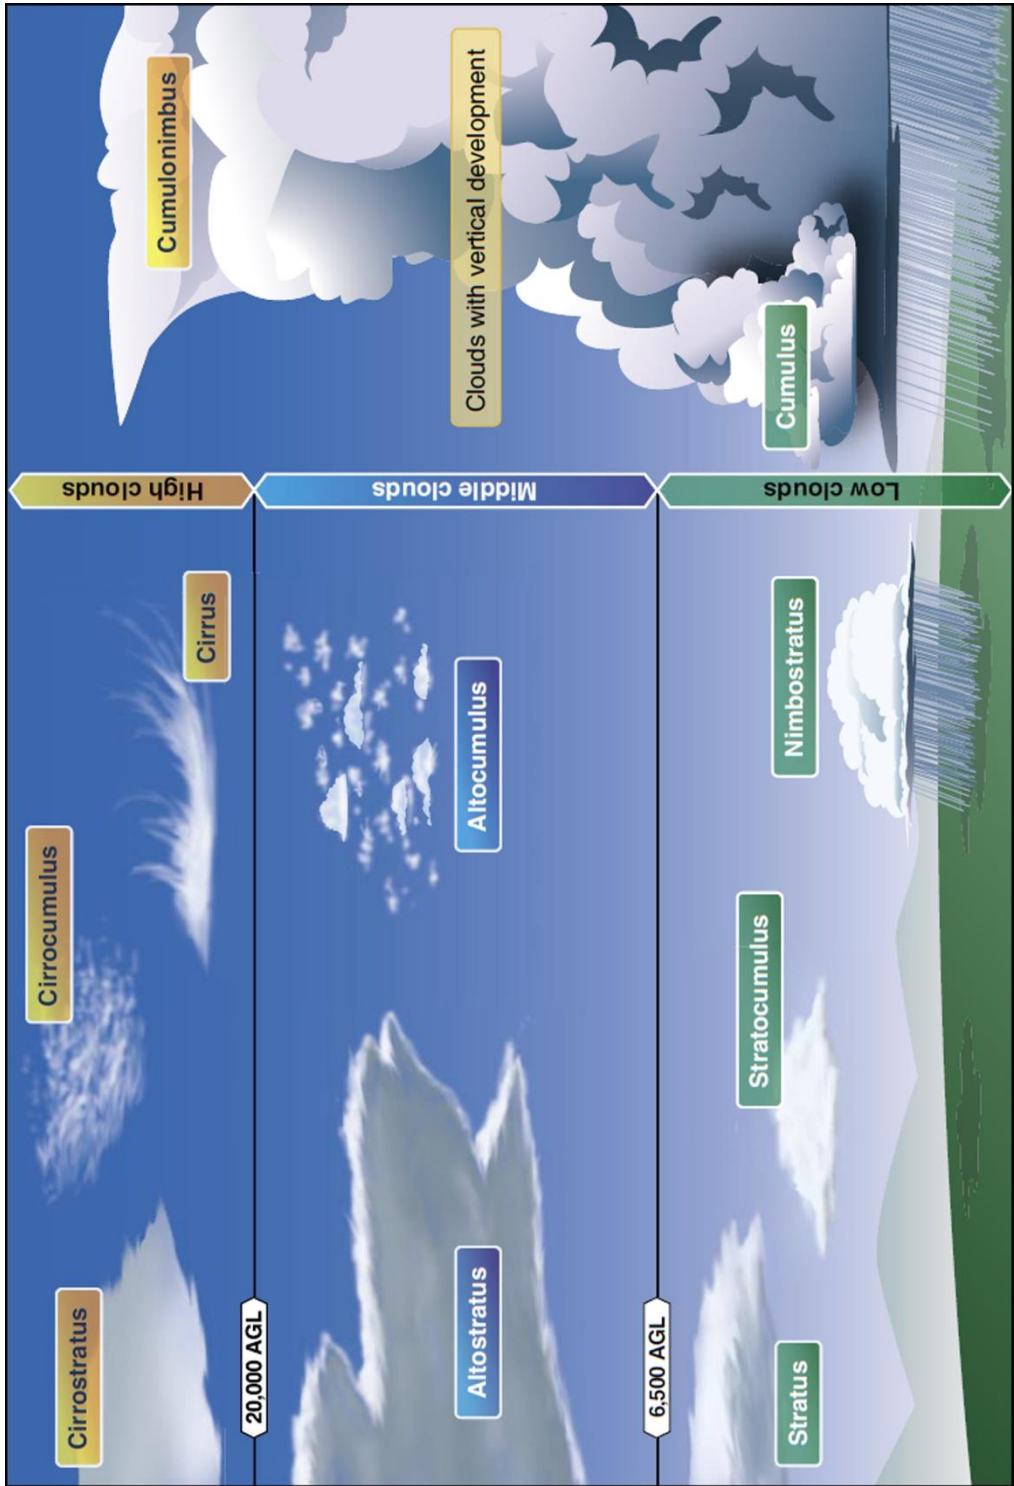 Cirrostratus
Cirrocumulus
Cirrus
High clouds
Cumulonimbus
20,000 AGL
Altostratus
Altocumulus
Middle clouds
Clouds with vertical development
6,500 AGL
Stratus
Stratocumulus
Nimbostratus
Low clouds
Cumulus